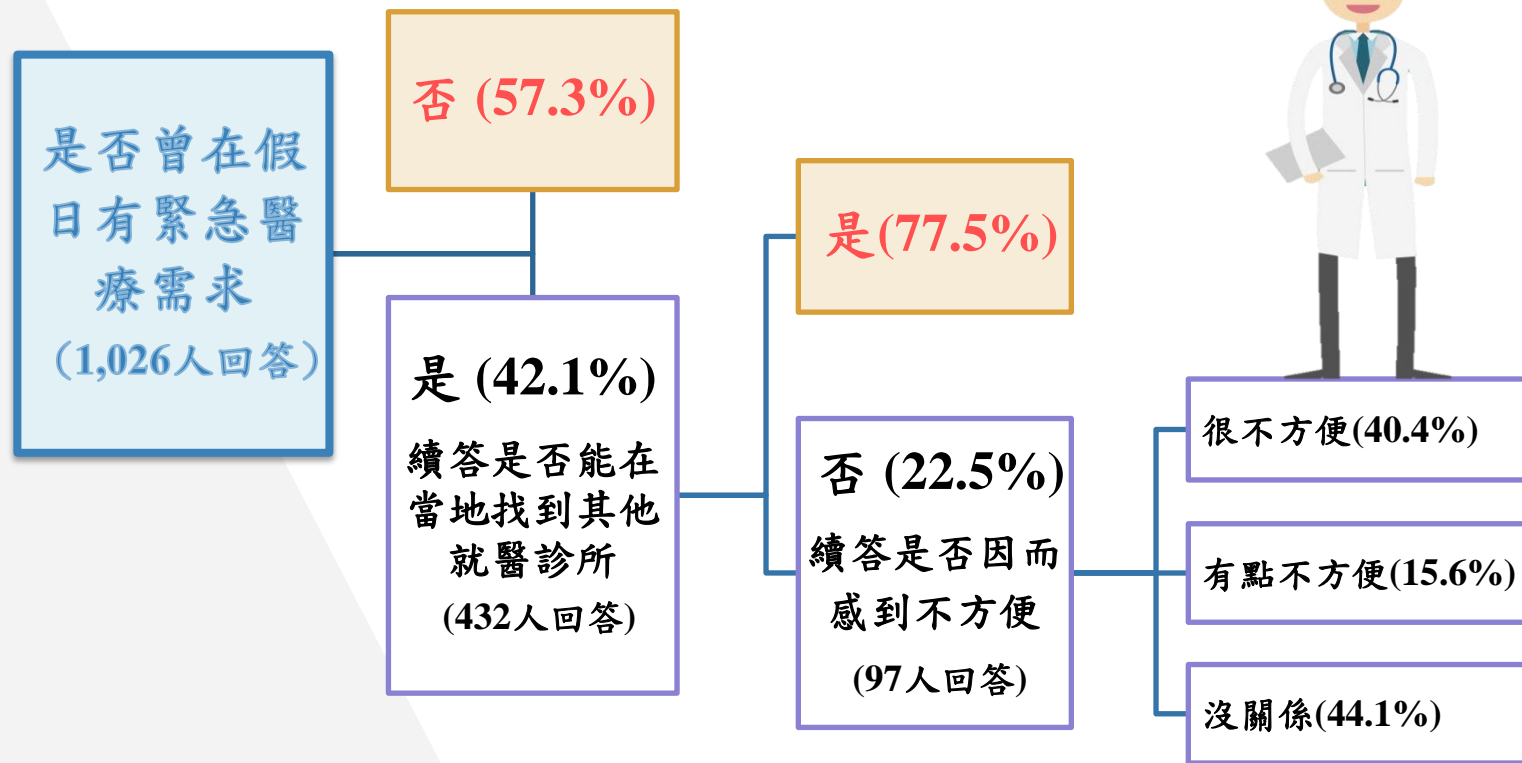 是否曾在假
日有緊急醫
療需求
（1,026人回答）
否 (57.3%)
是 (42.1%)
續答是否能在
當地找到其他
就醫診所
(432人回答)
是(77.5%)
否 (22.5%)
續答是否因而
感到不方便
(97人回答)
很不方便(40.4%)
有點不方便(15.6%)
沒關係(44.1%)